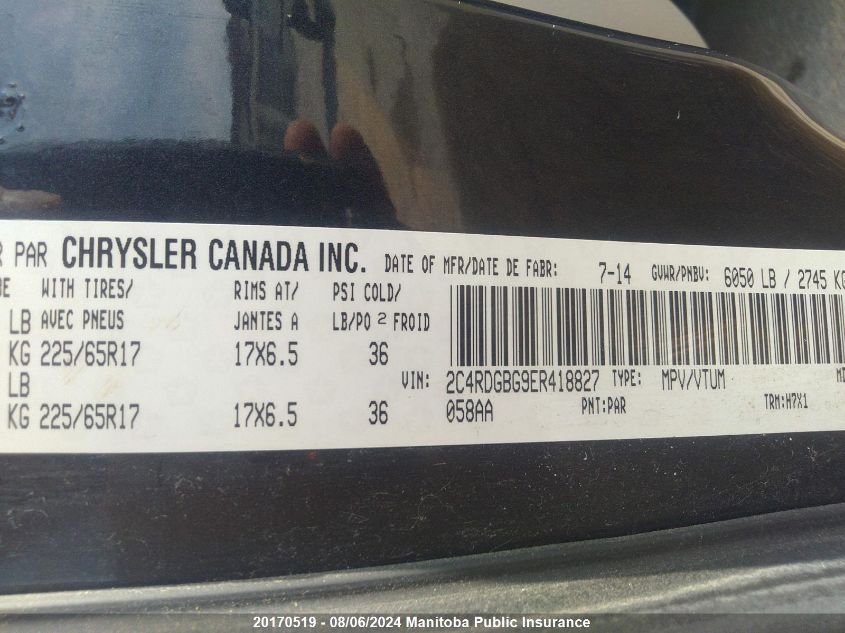 PAR CHRYSLER CANADA INC. DATE OF MFR/DATE DE FABR: 7-14 GVWR/PNBV: 6050 LB / 2745 KG
WITH TIRES/ RIMS AT/ PSI COLD/
LB AVEC PNEUS JANTES A LB/PO 2 FROID
KG 225/65R17 17X6.5 36
LB VIN: 2C4RDGBG9ER418827 TYPE: MPV/VTUM
KG 225/65R17 17X6.5 36 058AA PNT:PAR TRM:H7X1
20170519 - 08/06/2024 Manitoba Public Insurance